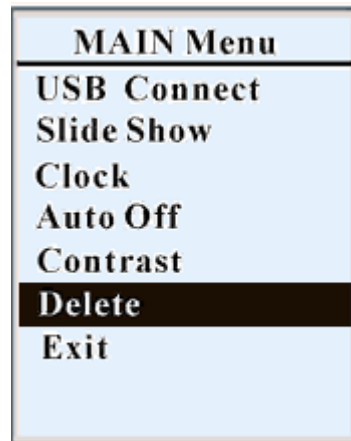 MAIN Menu
USB Connect
Slide Show
Clock
Auto Off
Contrast
Delete
Exit